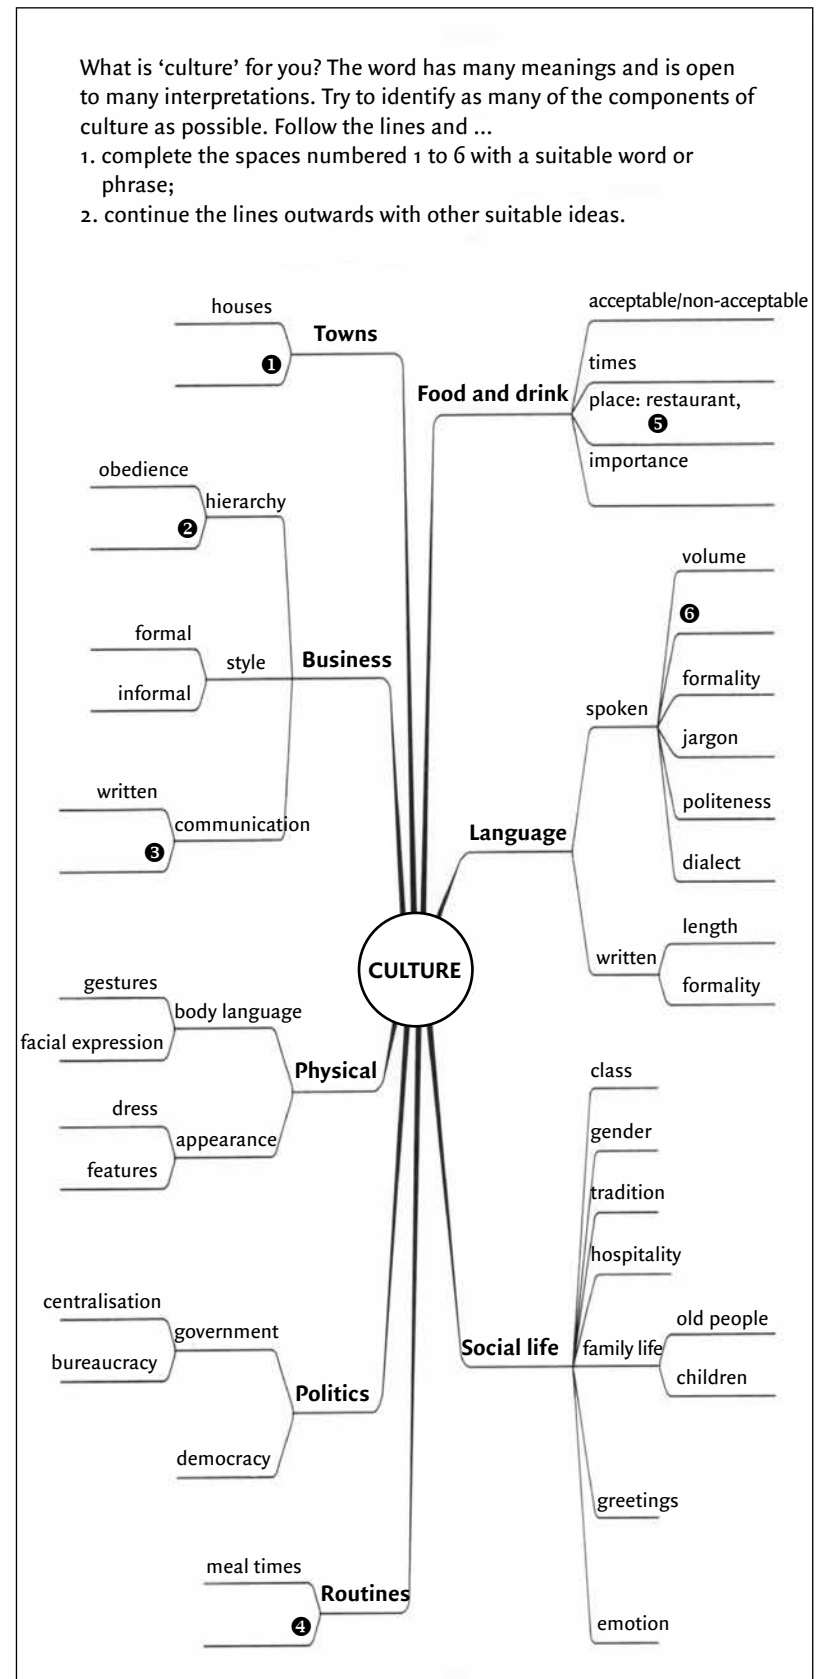 What is ‘culture’ for you? The word has many meanings and is open
to many interpretations. Try to identify as many of the components of
culture as possible. Follow the lines and ...
1. complete the spaces numbered 1 to 6 with a suitable word or
phrase;
2. continue the lines outwards with other suitable ideas.
houses
Towns
❶
obedience
hierarchy
❷
formal
style
Business
informal
written
communication
❸
CULTURE
gestures
body language
facial expression
Physical
dress
appearance
features
centralisation
government
bureaucracy
Politics
democracy
meal times
Routines
❹
acceptable/non-acceptable
times
Food and drink
place: restaurant,
❺
importance
volume
❻
formality
spoken
jargon
politeness
Language
dialect
length
written
formality
class
gender
tradition
hospitality
old people
Social life
family life
children
greetings
emotion